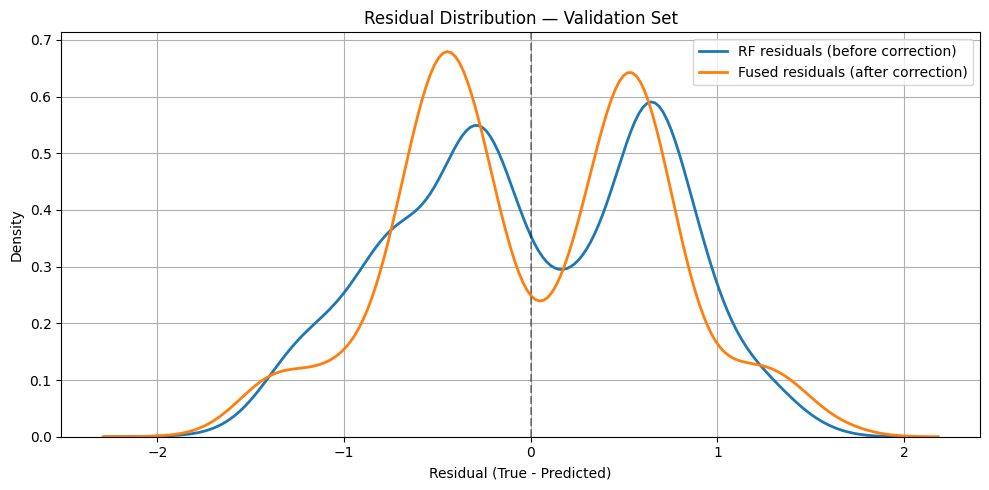 Residual Distribution — Validation Set
RF residuals (before correction)
Fused residuals (after correction)
0.7
0.6
0.5
0.4
0.3
0.2
0.1
0.0
Density
−2
−1
0
1
2
Residual (True - Predicted)